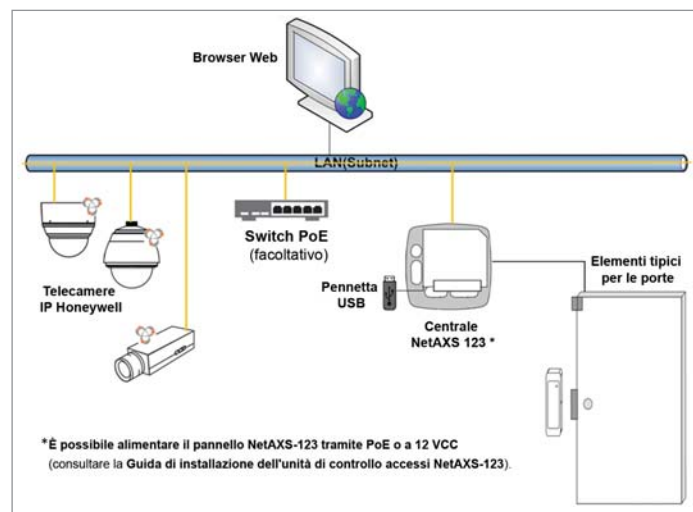 Browser Web
LAN(Subnet)
Switch PoE
(facoltativo)
Telecamere
IP Honeywell
Pennetta
USB
Centrale
NetAXS 123 *
Elementi tipici
per le porte
*È possibile alimentare il pannello NetAXS-123 tramite PoE o a 12 VCC
(consultare la Guida di installazione dell'unità di controllo accessi NetAXS-123).